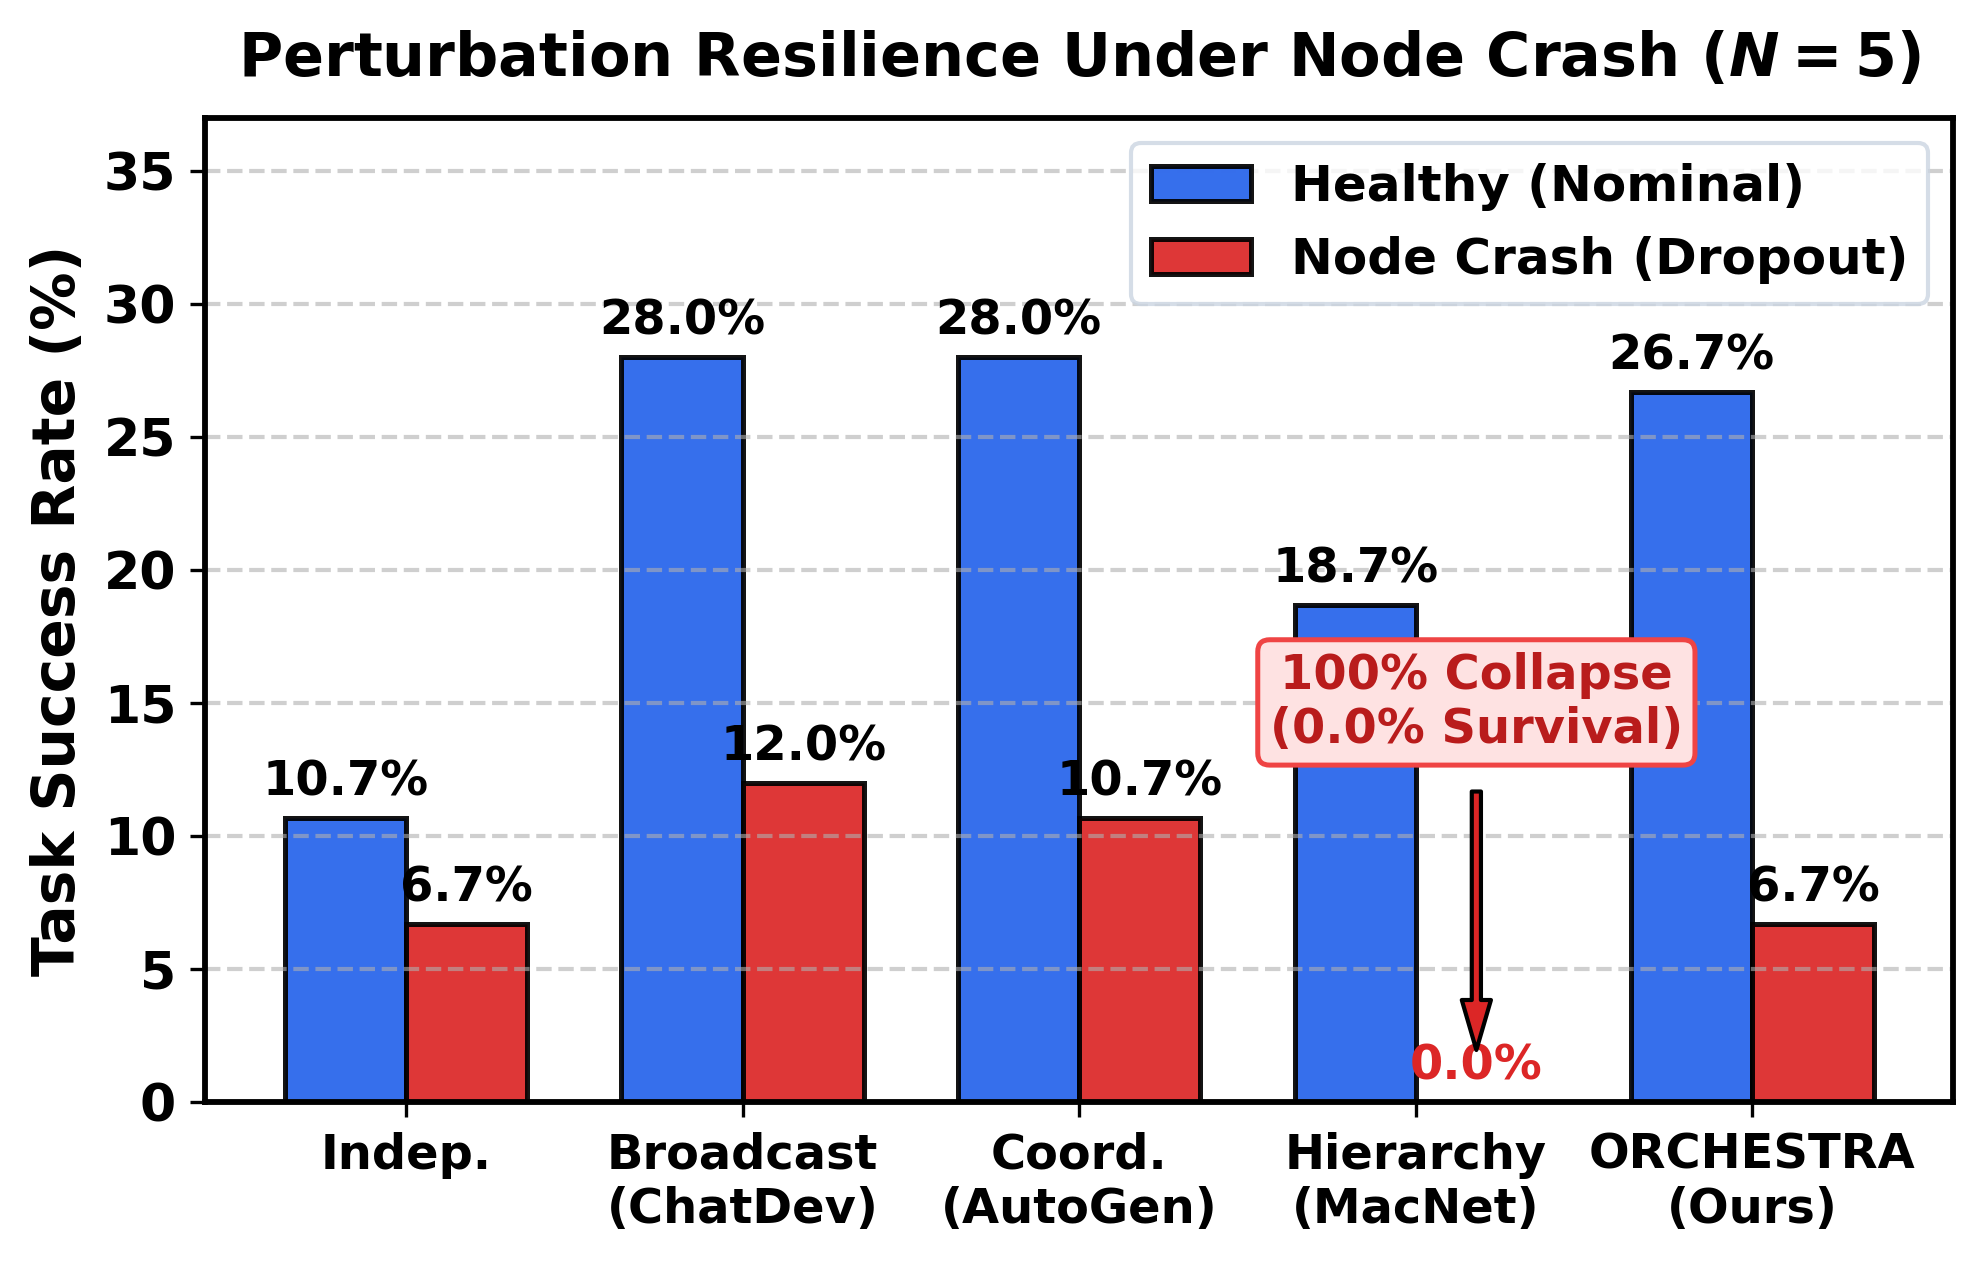 Perturbation Resilience Under Node Crash (N = 5)
Task Success Rate (%)
35
30
25
20
15
10
5
0
Healthy (Nominal)
Node Crash (Dropout)
10.7%
6.7%
28.0%
12.0%
28.0%
10.7%
18.7%
0.0%
26.7%
6.7%
100% Collapse
(0.0% Survival)
Indep.
Broadcast
(ChatDev)
Coord.
(AutoGen)
Hierarchy
(MacNet)
ORCHESTRA
(Ours)